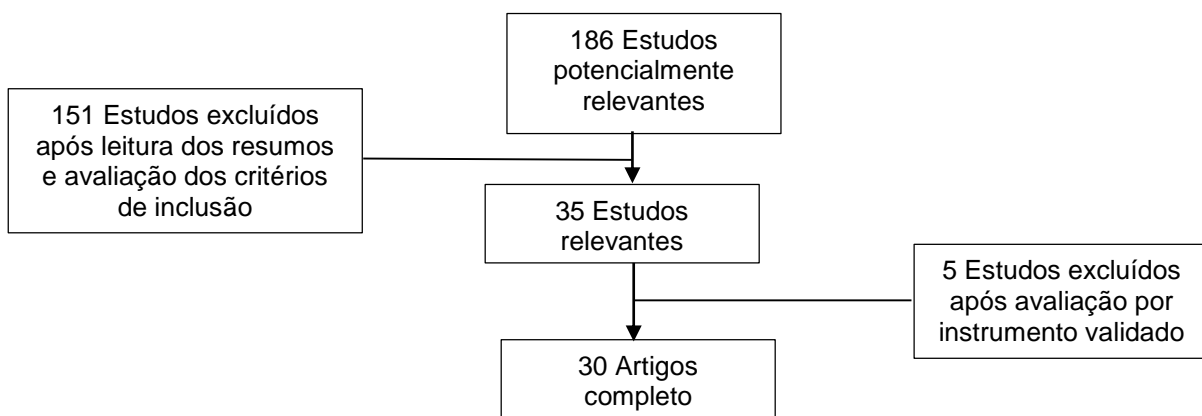 186 Estudos
potencialmente
relevantes
151 Estudos excluídos
após leitura dos resumos
e avaliação dos critérios
de inclusão
35 Estudos
relevantes
5 Estudos excluídos
após avaliação por
instrumento validado
30 Artigos
completo